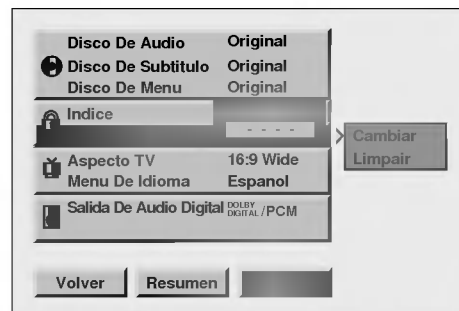 Disco De Audio Original
Disco De Subtitulo Original
Disco De Menu Original
Indice
- - - -
Cambiar
Limpair
Aspecto TV 16:9 Wide
Menu De Idioma Espanol
Salida De Audio Digital DOLBY DIGITAL / PCM
Volver Resumen